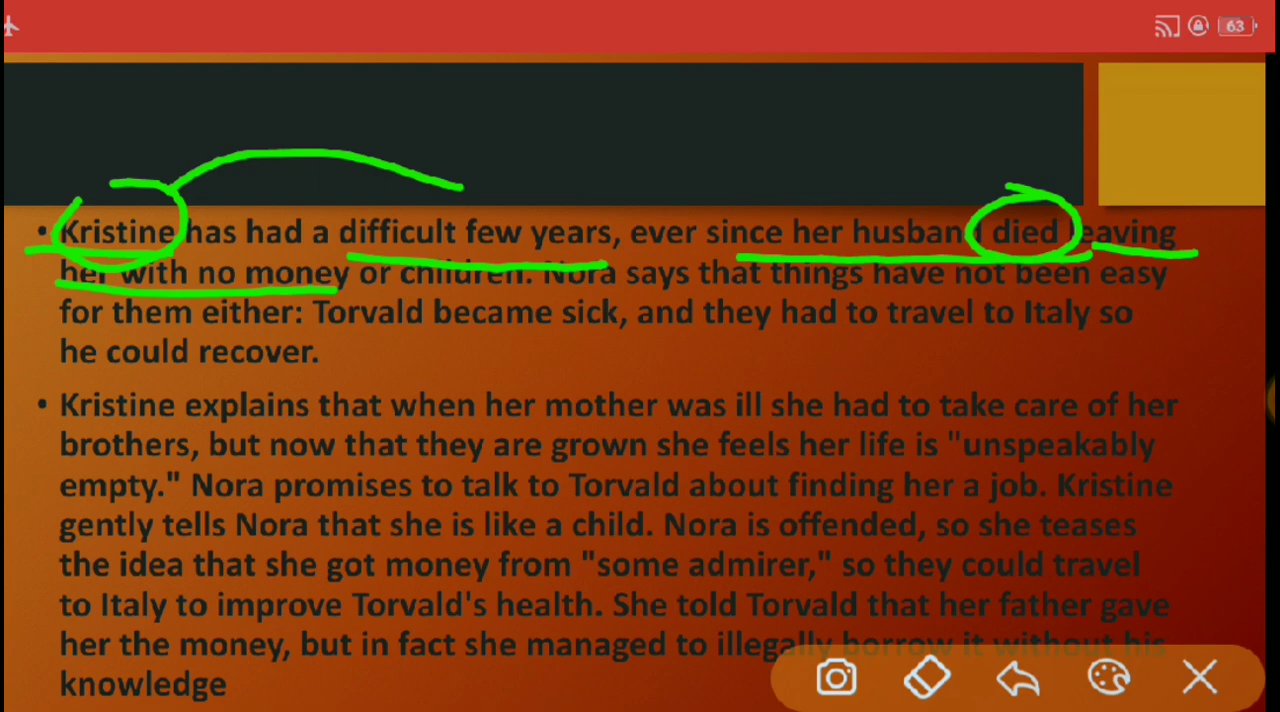 63
• Kristine has had a difficult few years, ever since her husband died leaving
her with no money or children. Nora says that things have not been easy
for them either: Torvald became sick, and they had to travel to Italy so
he could recover.
• Kristine explains that when her mother was ill she had to take care of her
brothers, but now that they are grown she feels her life is "unspeakably
empty." Nora promises to talk to Torvald about finding her a job. Kristine
gently tells Nora that she is like a child. Nora is offended, so she teases
the idea that she got money from "some admirer," so they could travel
to Italy to improve Torvald's health. She told Torvald that her father gave
her the money, but in fact she managed to illegally borrow it without his
knowledge